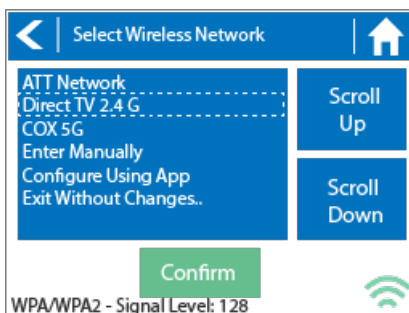 Select Wireless Network
ATT Network
Direct TV 2.4 G
COX 5G
Enter Manually
Configure Using App
Exit Without Changes..
Scroll
Up
Scroll
Down
Confirm
WPA/WPA2 - Signal Level: 128